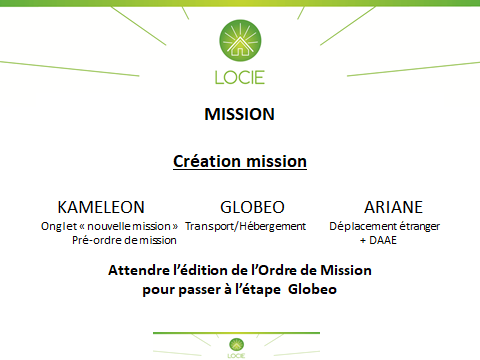 LOCIE
MISSION
Création mission
KAMELEON GLOBEO ARIANE
Onglet « nouvelle mission » Transport/Hébergement Déplacement étranger
Pré-ordre de mission + DAAE
Attendre l’édition de l’Ordre de Mission
pour passer à l’étape Globeo
LOCIE